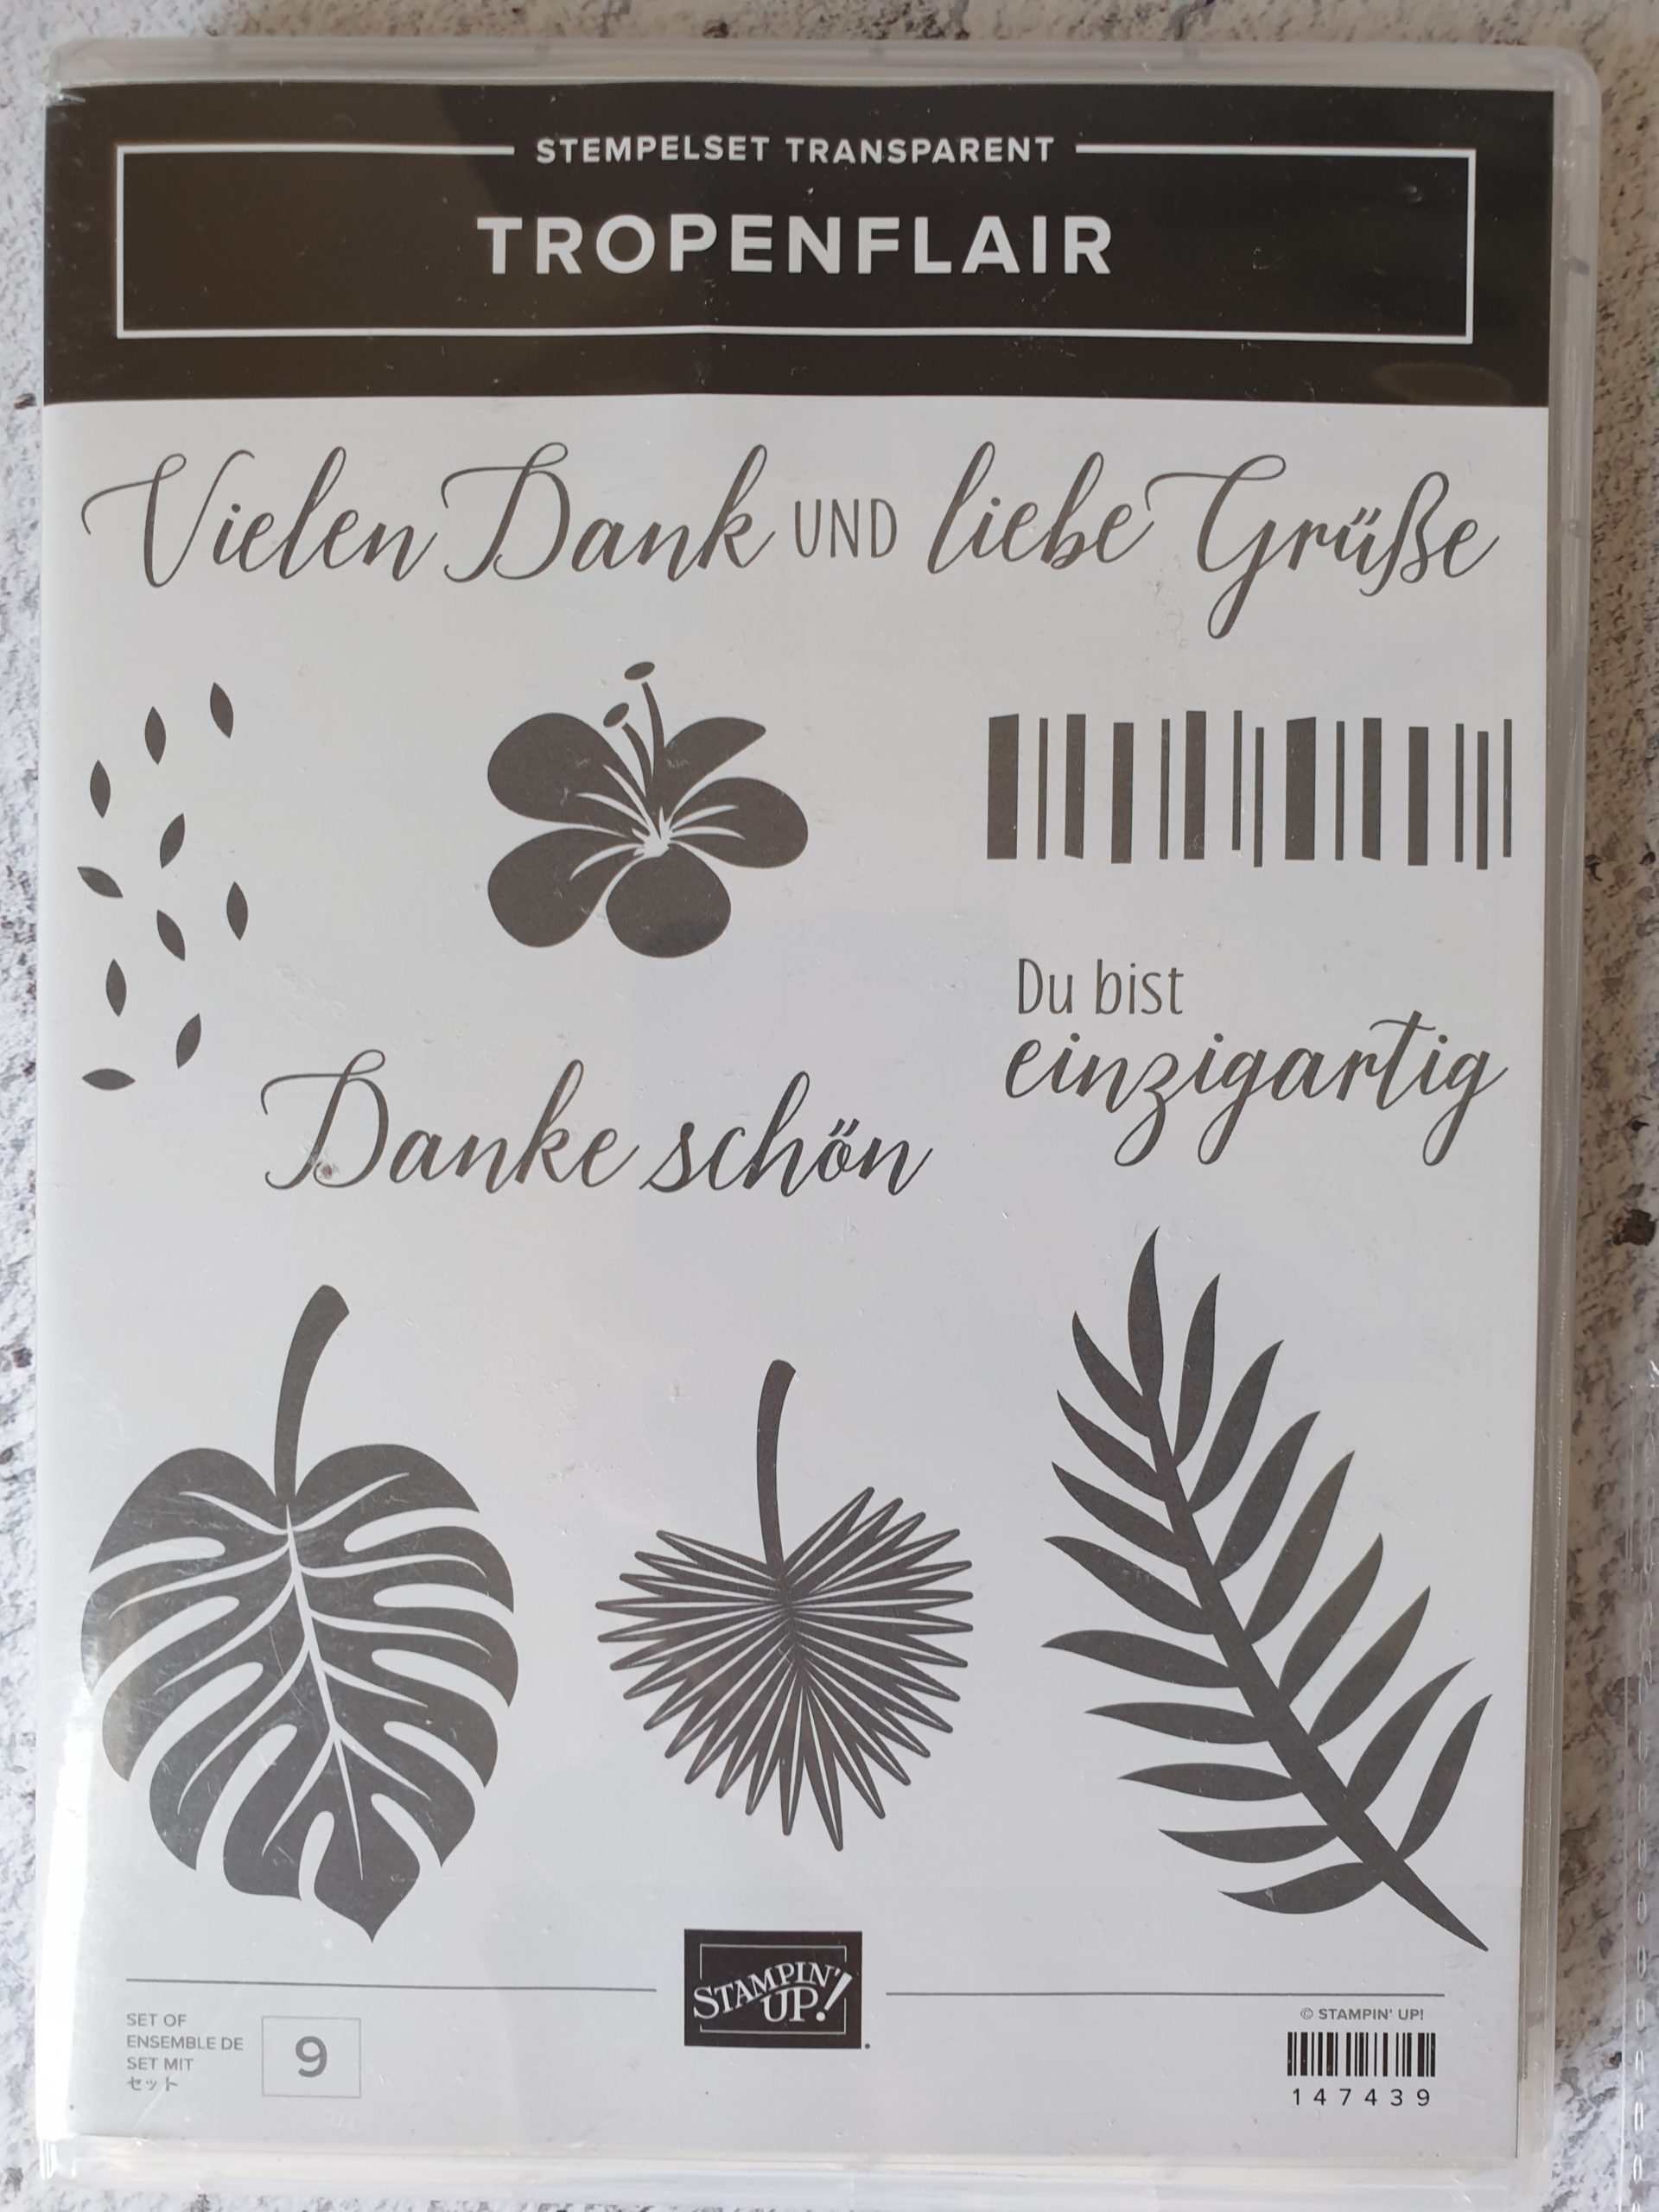 STEMPELSET TRANSPARENT
TROPENFLAIR
Vielen Dank UND liebe Grüße
Du bist
einzigartig
Danke schön
STAMPIN'
UP!
SET OF
ENSEMBLE DE
SET MIT
セット
9
© STAMPIN' UP!
147439